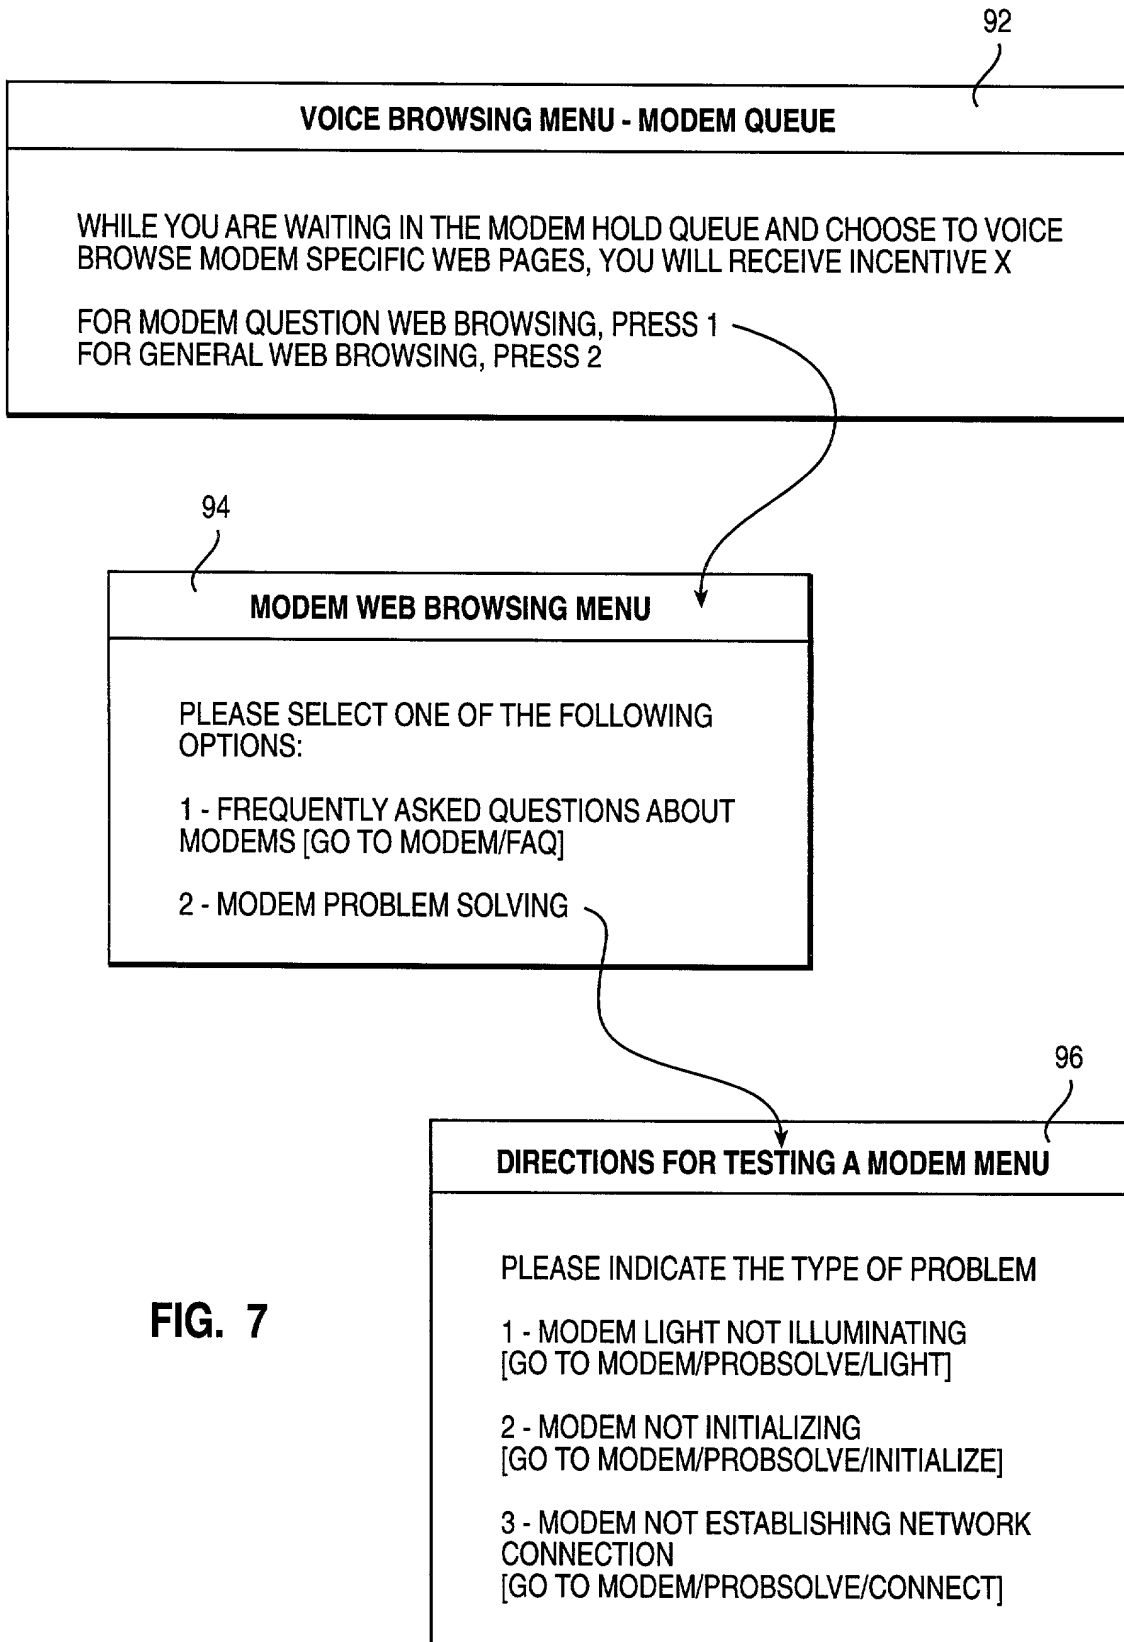 92
VOICE BROWSING MENU - MODEM QUEUE
WHILE YOU ARE WAITING IN THE MODEM HOLD QUEUE AND CHOOSE TO VOICE
BROWSE MODEM SPECIFIC WEB PAGES, YOU WILL RECEIVE INCENTIVE X
FOR MODEM QUESTION WEB BROWSING, PRESS 1
FOR GENERAL WEB BROWSING, PRESS 2
94
MODEM WEB BROWSING MENU
PLEASE SELECT ONE OF THE FOLLOWING
OPTIONS:
1 - FREQUENTLY ASKED QUESTIONS ABOUT
MODEMS [GO TO MODEM/FAQ]
2 - MODEM PROBLEM SOLVING
96
DIRECTIONS FOR TESTING A MODEM MENU
PLEASE INDICATE THE TYPE OF PROBLEM
1 - MODEM LIGHT NOT ILLUMINATING
[GO TO MODEM/PROBSOLVE/LIGHT]
2 - MODEM NOT INITIALIZING
[GO TO MODEM/PROBSOLVE/INITIALIZE]
3 - MODEM NOT ESTABLISHING NETWORK
CONNECTION
[GO TO MODEM/PROBSOLVE/CONNECT]
FIG. 7